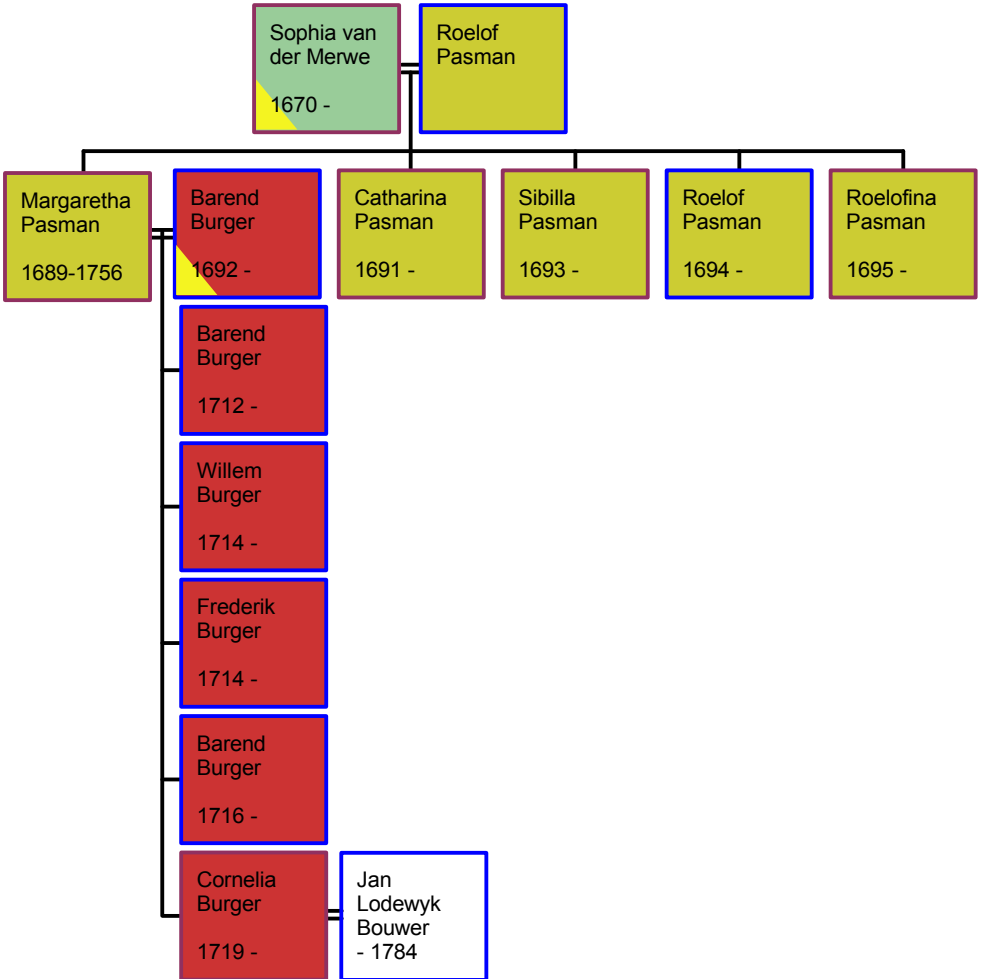 Sophia van
der Merwe
1670 -
Roelof
Pasman
Margaretha
Pasman
1689-1756
Barend
Burger
1692 -
Catharina
Pasman
1691 -
Sibilla
Pasman
1693 -
Roelof
Pasman
1694 -
Roelofina
Pasman
1695 -
Barend
Burger
1712 -
Willem
Burger
1714 -
Frederik
Burger
1714 -
Barend
Burger
1716 -
Cornelia
Burger
1719 -
Jan
Lodewyk
Bouwer
- 1784